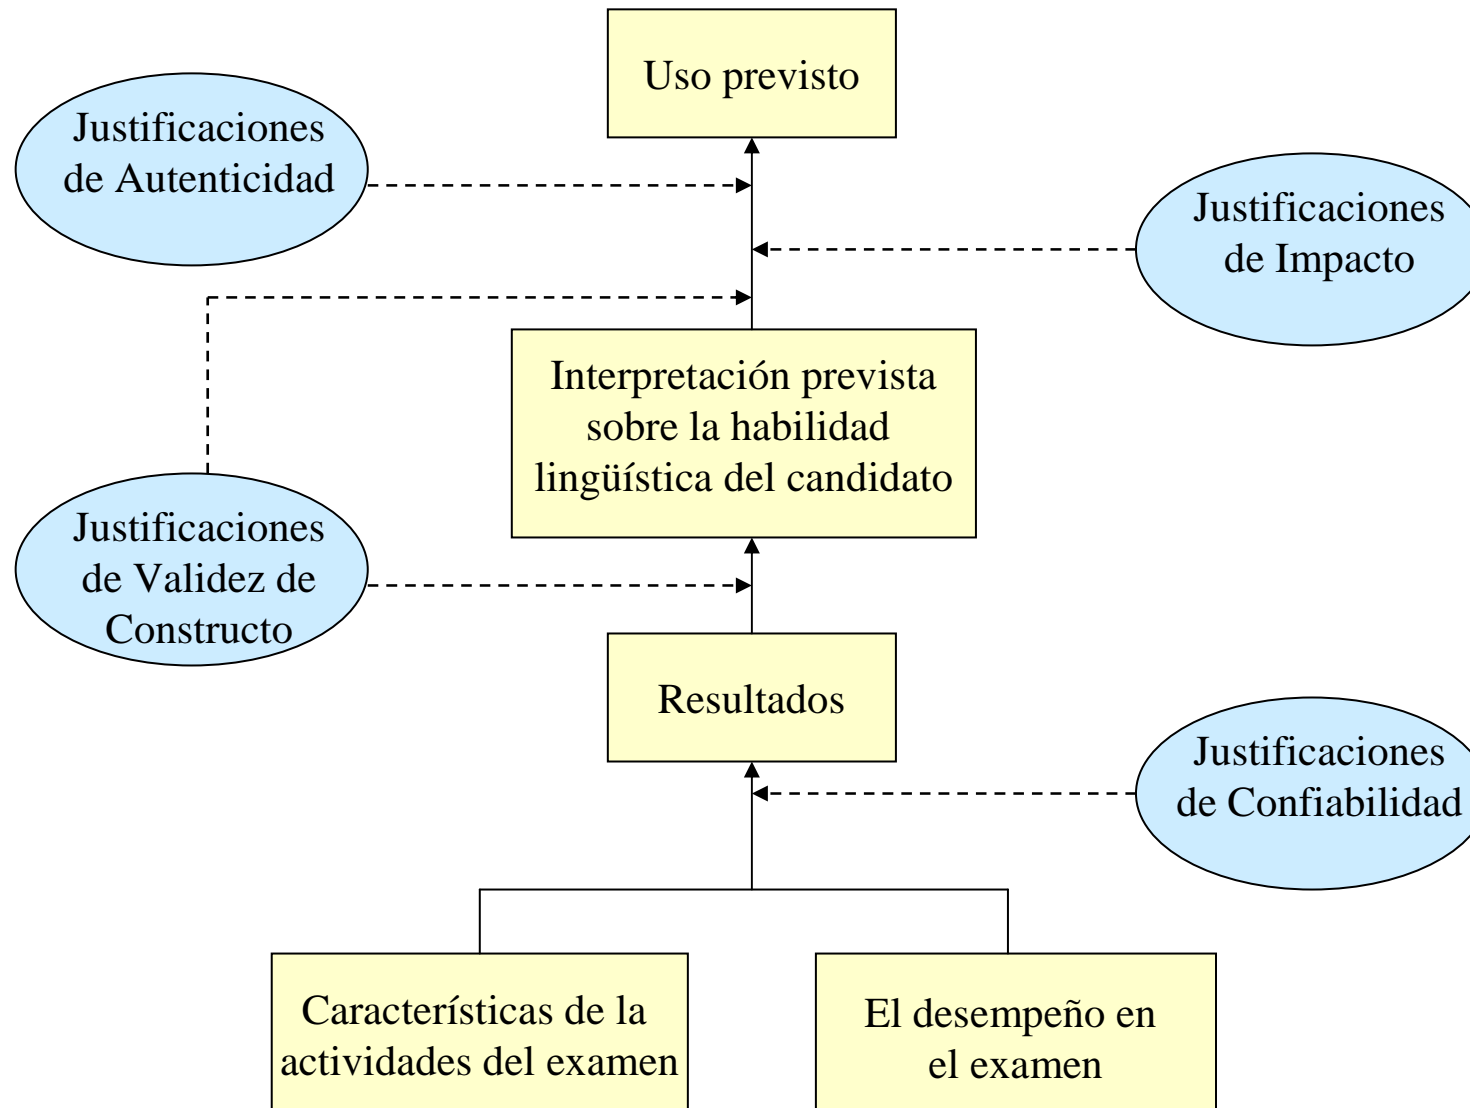 Uso previsto
Justificaciones
de Autenticidad
Justificaciones
de Impacto
Interpretación prevista
sobre la habilidad
lingüística del candidato
Justificaciones
de Validez de
Constructo
Resultados
Justificaciones
de Confiabilidad
Características de la
actividades del examen
El desempeño en
el examen